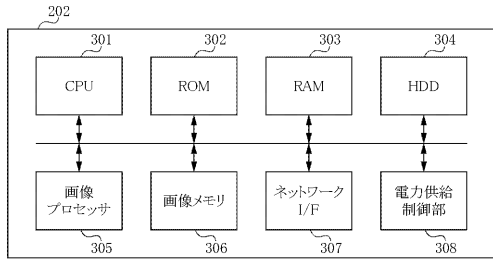 202
301
302
303
304
CPU
ROM
RAM
HDD
画像
プロセッサ
画像メモリ
ネットワーク
I/F
電力供給
制御部
305
306
307
308